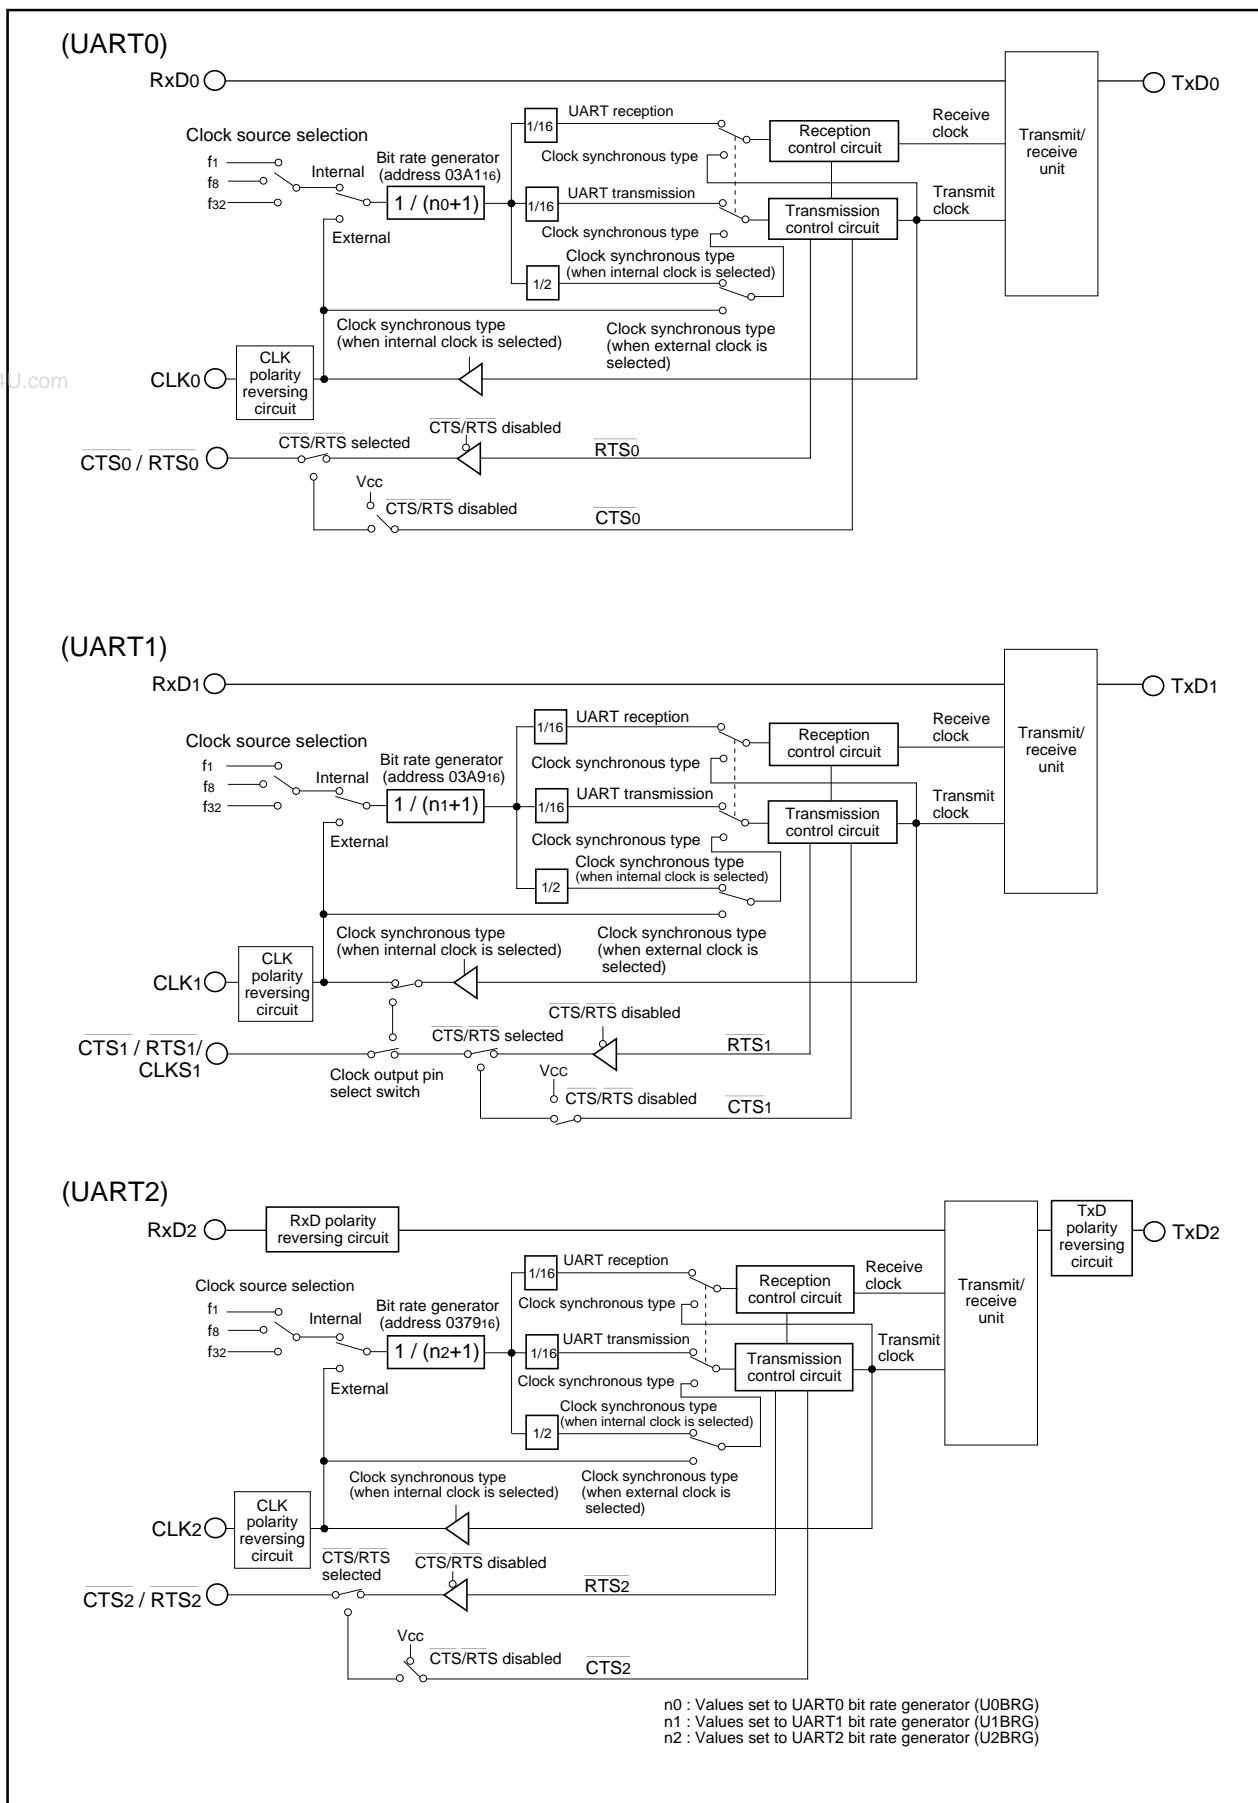 (UART0)
RxD0
TxD0
Clock source selection
f1
f8
f32
Internal
External
Bit rate generator
(address 03A116)
1 / (n0+1)
1/16
UART reception
Clock synchronous type
1/16
UART transmission
Clock synchronous type
1/2
Clock synchronous type
(when internal clock is selected)
Reception
control circuit
Transmission
control circuit
Receive
clock
Transmit
clock
Transmit/
receive
unit
Clock synchronous type
(when internal clock is selected)
Clock synchronous type
(when external clock is
selected)
4U.com
CLK0
CLK
polarity
reversing
circuit
CTS0 / RTS0
CTS/RTS selected
CTS/RTS disabled
RTS0
Vcc
CTS/RTS disabled
CTS0
(UART1)
RxD1
TxD1
Clock source selection
f1
f8
f32
Internal
External
Bit rate generator
(address 03A916)
1 / (n1+1)
1/16
UART reception
Clock synchronous type
1/16
UART transmission
Clock synchronous type
1/2
Clock synchronous type
(when internal clock is selected)
Reception
control circuit
Transmission
control circuit
Receive
clock
Transmit
clock
Transmit/
receive
unit
Clock synchronous type
(when internal clock is selected)
Clock synchronous type
(when external clock is
selected)
CLK1
CLK
polarity
reversing
circuit
CTS1 / RTS1/
CLKS1
Clock output pin
select switch
CTS/RTS selected
CTS/RTS disabled
RTS1
VCC
CTS/RTS disabled
CTS1
(UART2)
RxD2
RxD polarity
reversing circuit
TxD
polarity
reversing
circuit
TxD2
Clock source selection
f1
f8
f32
Internal
External
Bit rate generator
(address 037916)
1 / (n2+1)
1/16
UART reception
Clock synchronous type
1/16
UART transmission
Clock synchronous type
1/2
Clock synchronous type
(when internal clock is selected)
Reception
control circuit
Transmission
control circuit
Receive
clock
Transmit
clock
Transmit/
receive
unit
Clock synchronous type
(when internal clock is selected)
Clock synchronous type
(when external clock is
selected)
CLK2
CLK
polarity
reversing
circuit
CTS2 / RTS2
CTS/RTS
selected
CTS/RTS disabled
RTS2
Vcc
CTS/RTS disabled
CTS2
n0 : Values set to UART0 bit rate generator (U0BRG)
n1 : Values set to UART1 bit rate generator (U1BRG)
n2 : Values set to UART2 bit rate generator (U2BRG)